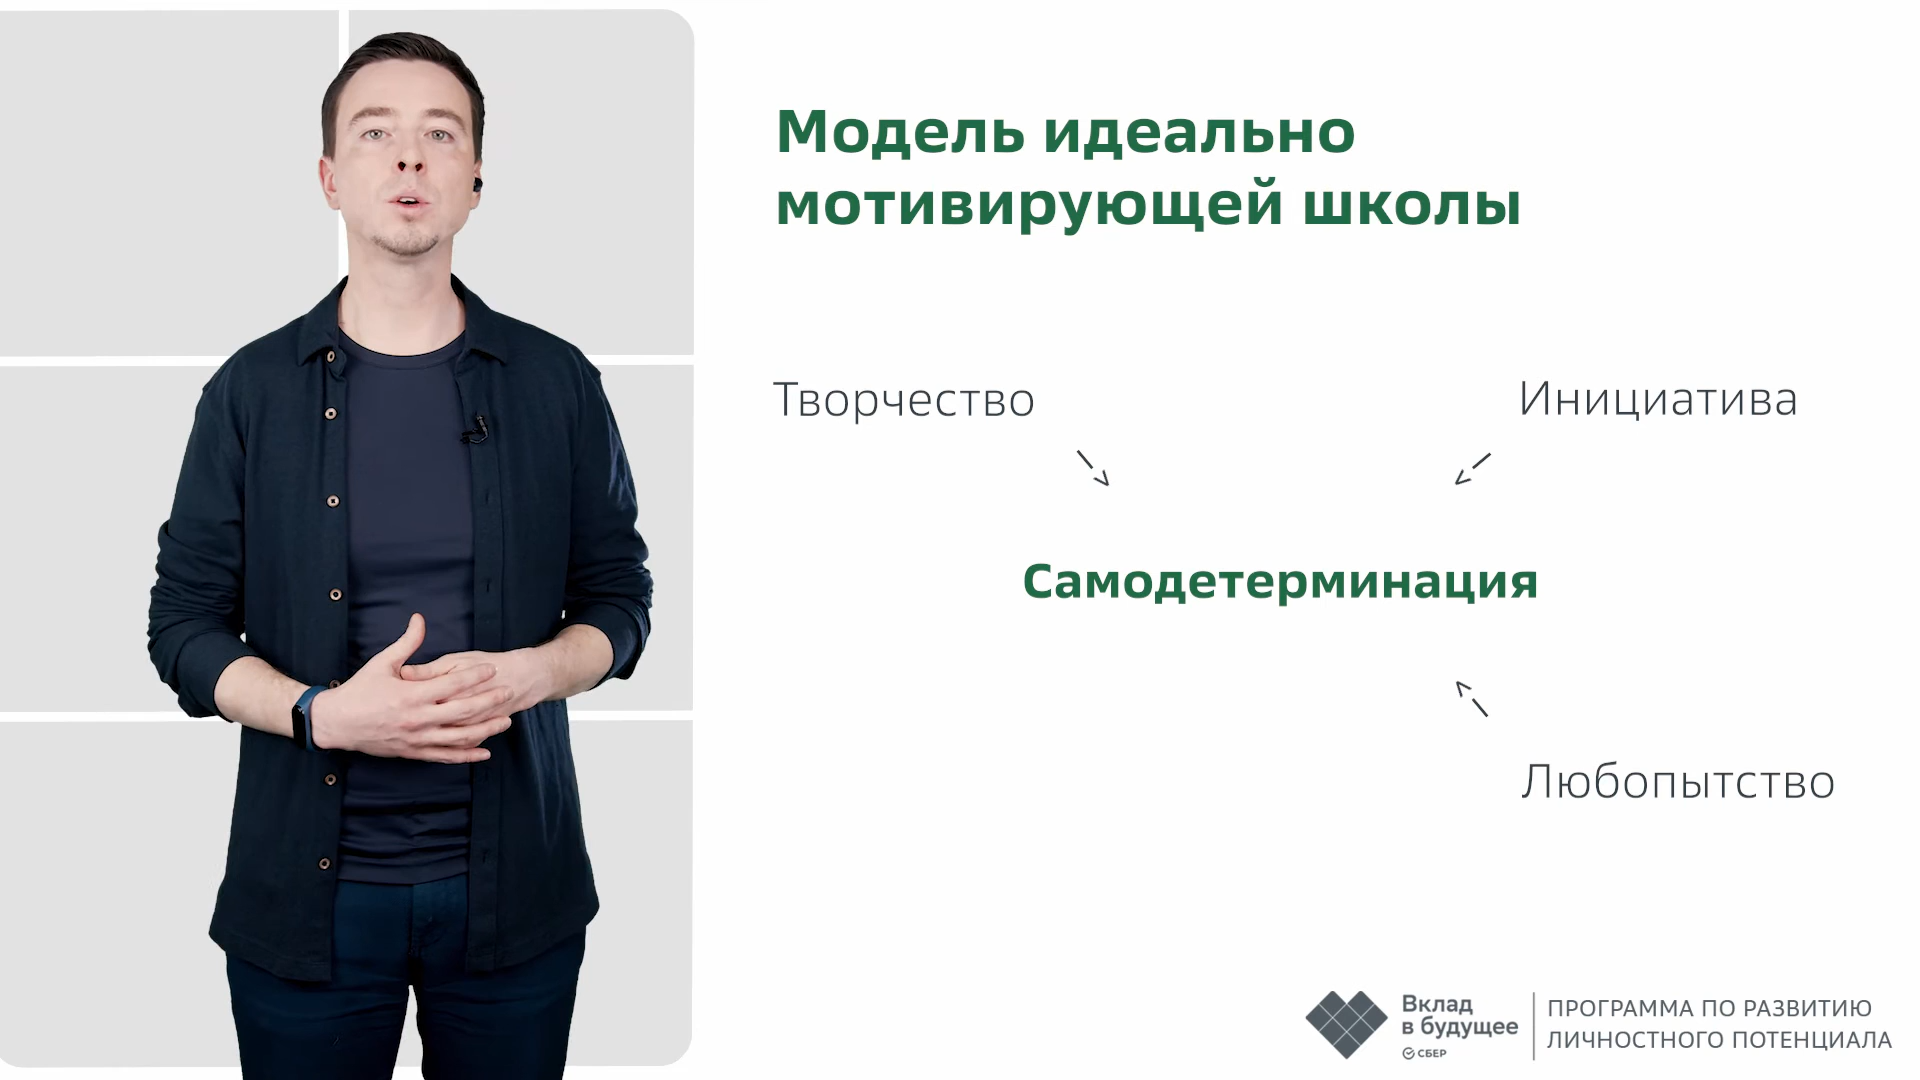 Модель идеально
мотивирующей школы
Творчество
Инициатива
Самодетерминация
Любопытство
Вклад
в будущее
СБЕР
ПРОГРАММА ПО РАЗВИТИЮ
ЛИЧНОСТНОГО ПОТЕНЦИАЛА